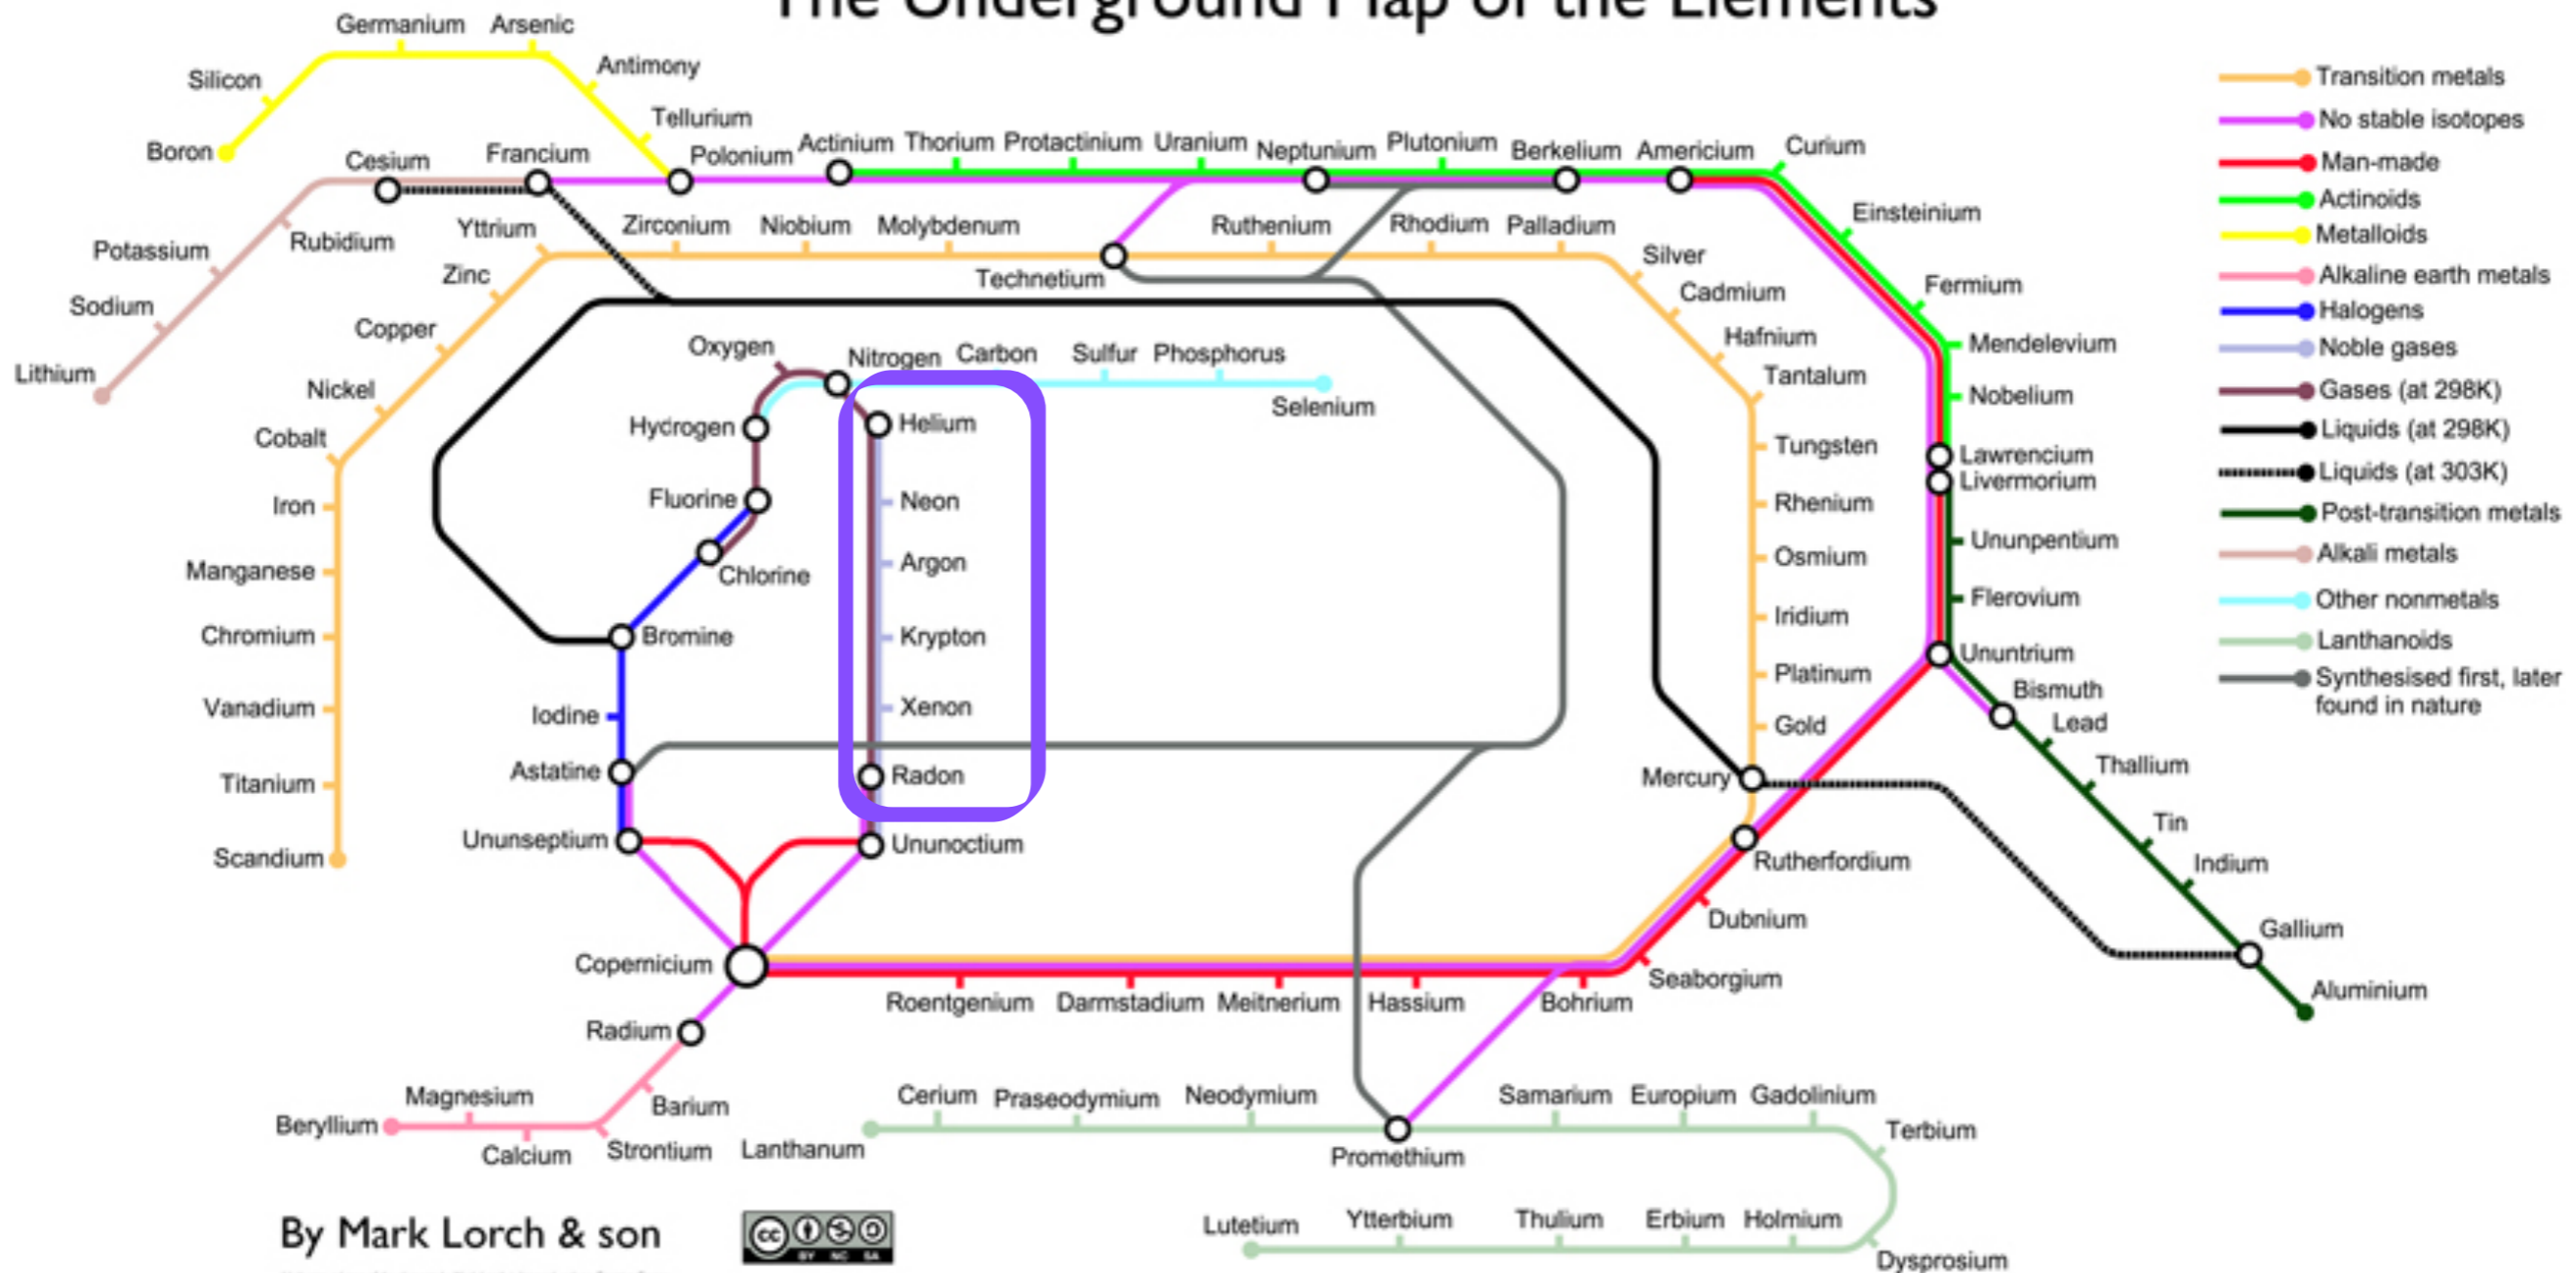 The Underground Map of the Elements
Germanium
Arsenic
Silicon
Antimony
Boron
Tellurium
Cesium
Francium
Polonium
Actinium
Thorium
Protactinium
Uranium
Neptunium
Plutonium
Berkelium
Americium
Curium
Einsteinium
Fermium
Mendelevium
Nobelium
Lawrencium
Livermorium
Ununpentium
Flerovium
Ununtrium
Bismuth
Lead
Thallium
Tin
Indium
Gallium
Aluminium
Potassium
Rubidium
Sodium
Lithium
Yttrium
Zirconium
Niobium
Molybdenum
Technetium
Ruthenium
Rhodium
Palladium
Silver
Cadmium
Hafnium
Tantalum
Tungsten
Rhenium
Osmium
Iridium
Platinum
Gold
Mercury
Rutherfordium
Dubnium
Seaborgium
Zinc
Copper
Nickel
Cobalt
Iron
Manganese
Chromium
Vanadium
Titanium
Scandium
Oxygen
Nitrogen
Carbon
Sulfur
Phosphorus
Selenium
Hydrogen
Helium
Fluorine
Neon
Chlorine
Argon
Bromine
Krypton
Iodine
Xenon
Astatine
Radon
Ununseptium
Ununoctium
Copernicium
Roentgenium
Darmstadium
Meitnerium
Hassium
Bohrium
Radium
Barium
Magnesium
Beryllium
Calcium
Strontium
Lanthanum
Cerium
Praseodymium
Neodymium
Promethium
Samarium
Europium
Gadolinium
Terbium
Dysprosium
Holmium
Erbium
Thulium
Ytterbium
Lutetium
Transition metals
No stable isotopes
Man-made
Actinoids
Metalloids
Alkaline earth metals
Halogens
Noble gases
Gases (at 298K)
Liquids (at 298K)
Liquids (at 303K)
Post-transition metals
Alkali metals
Other nonmetals
Lanthanoids
Synthesised first, later
found in nature
By Mark Lorch & son
cc
BY NC SA